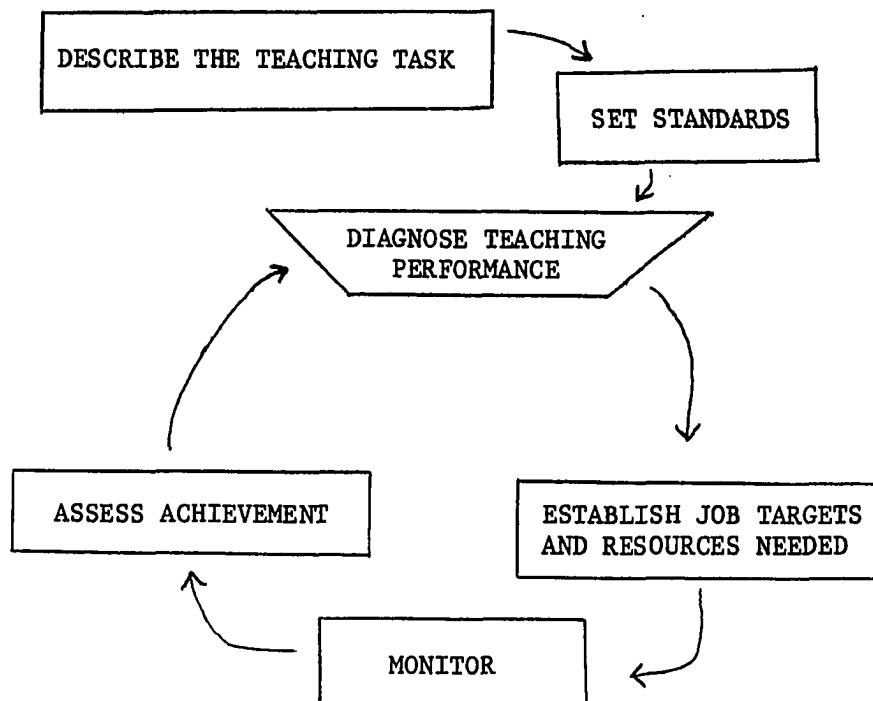 DESCRIBE THE TEACHING TASK
SET STANDARDS
DIAGNOSE TEACHING
PERFORMANCE
ESTABLISH JOB TARGETS
AND RESOURCES NEEDED
MONITOR
ASSESS ACHIEVEMENT